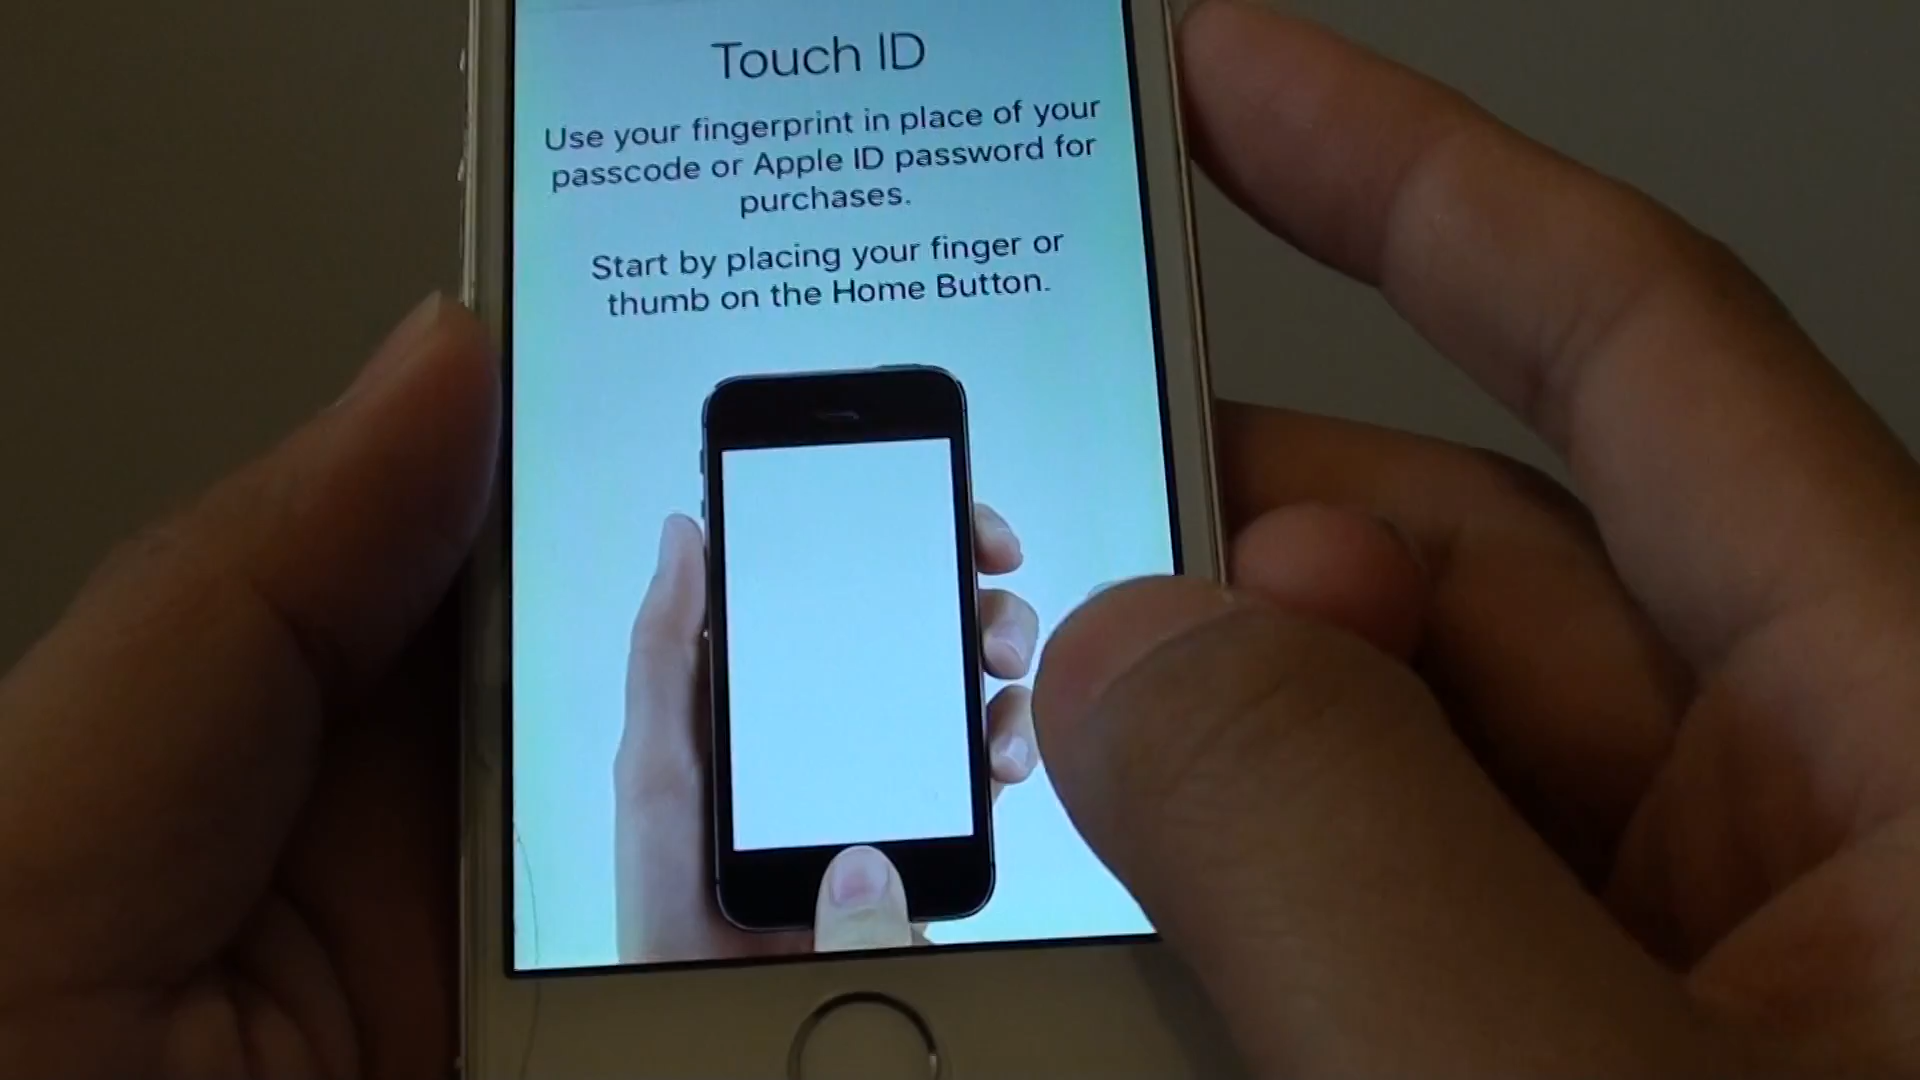 Touch ID
Use your fingerprint in place of your
passcode or Apple ID password for
purchases.
Start by placing your finger or
thumb on the Home Button.